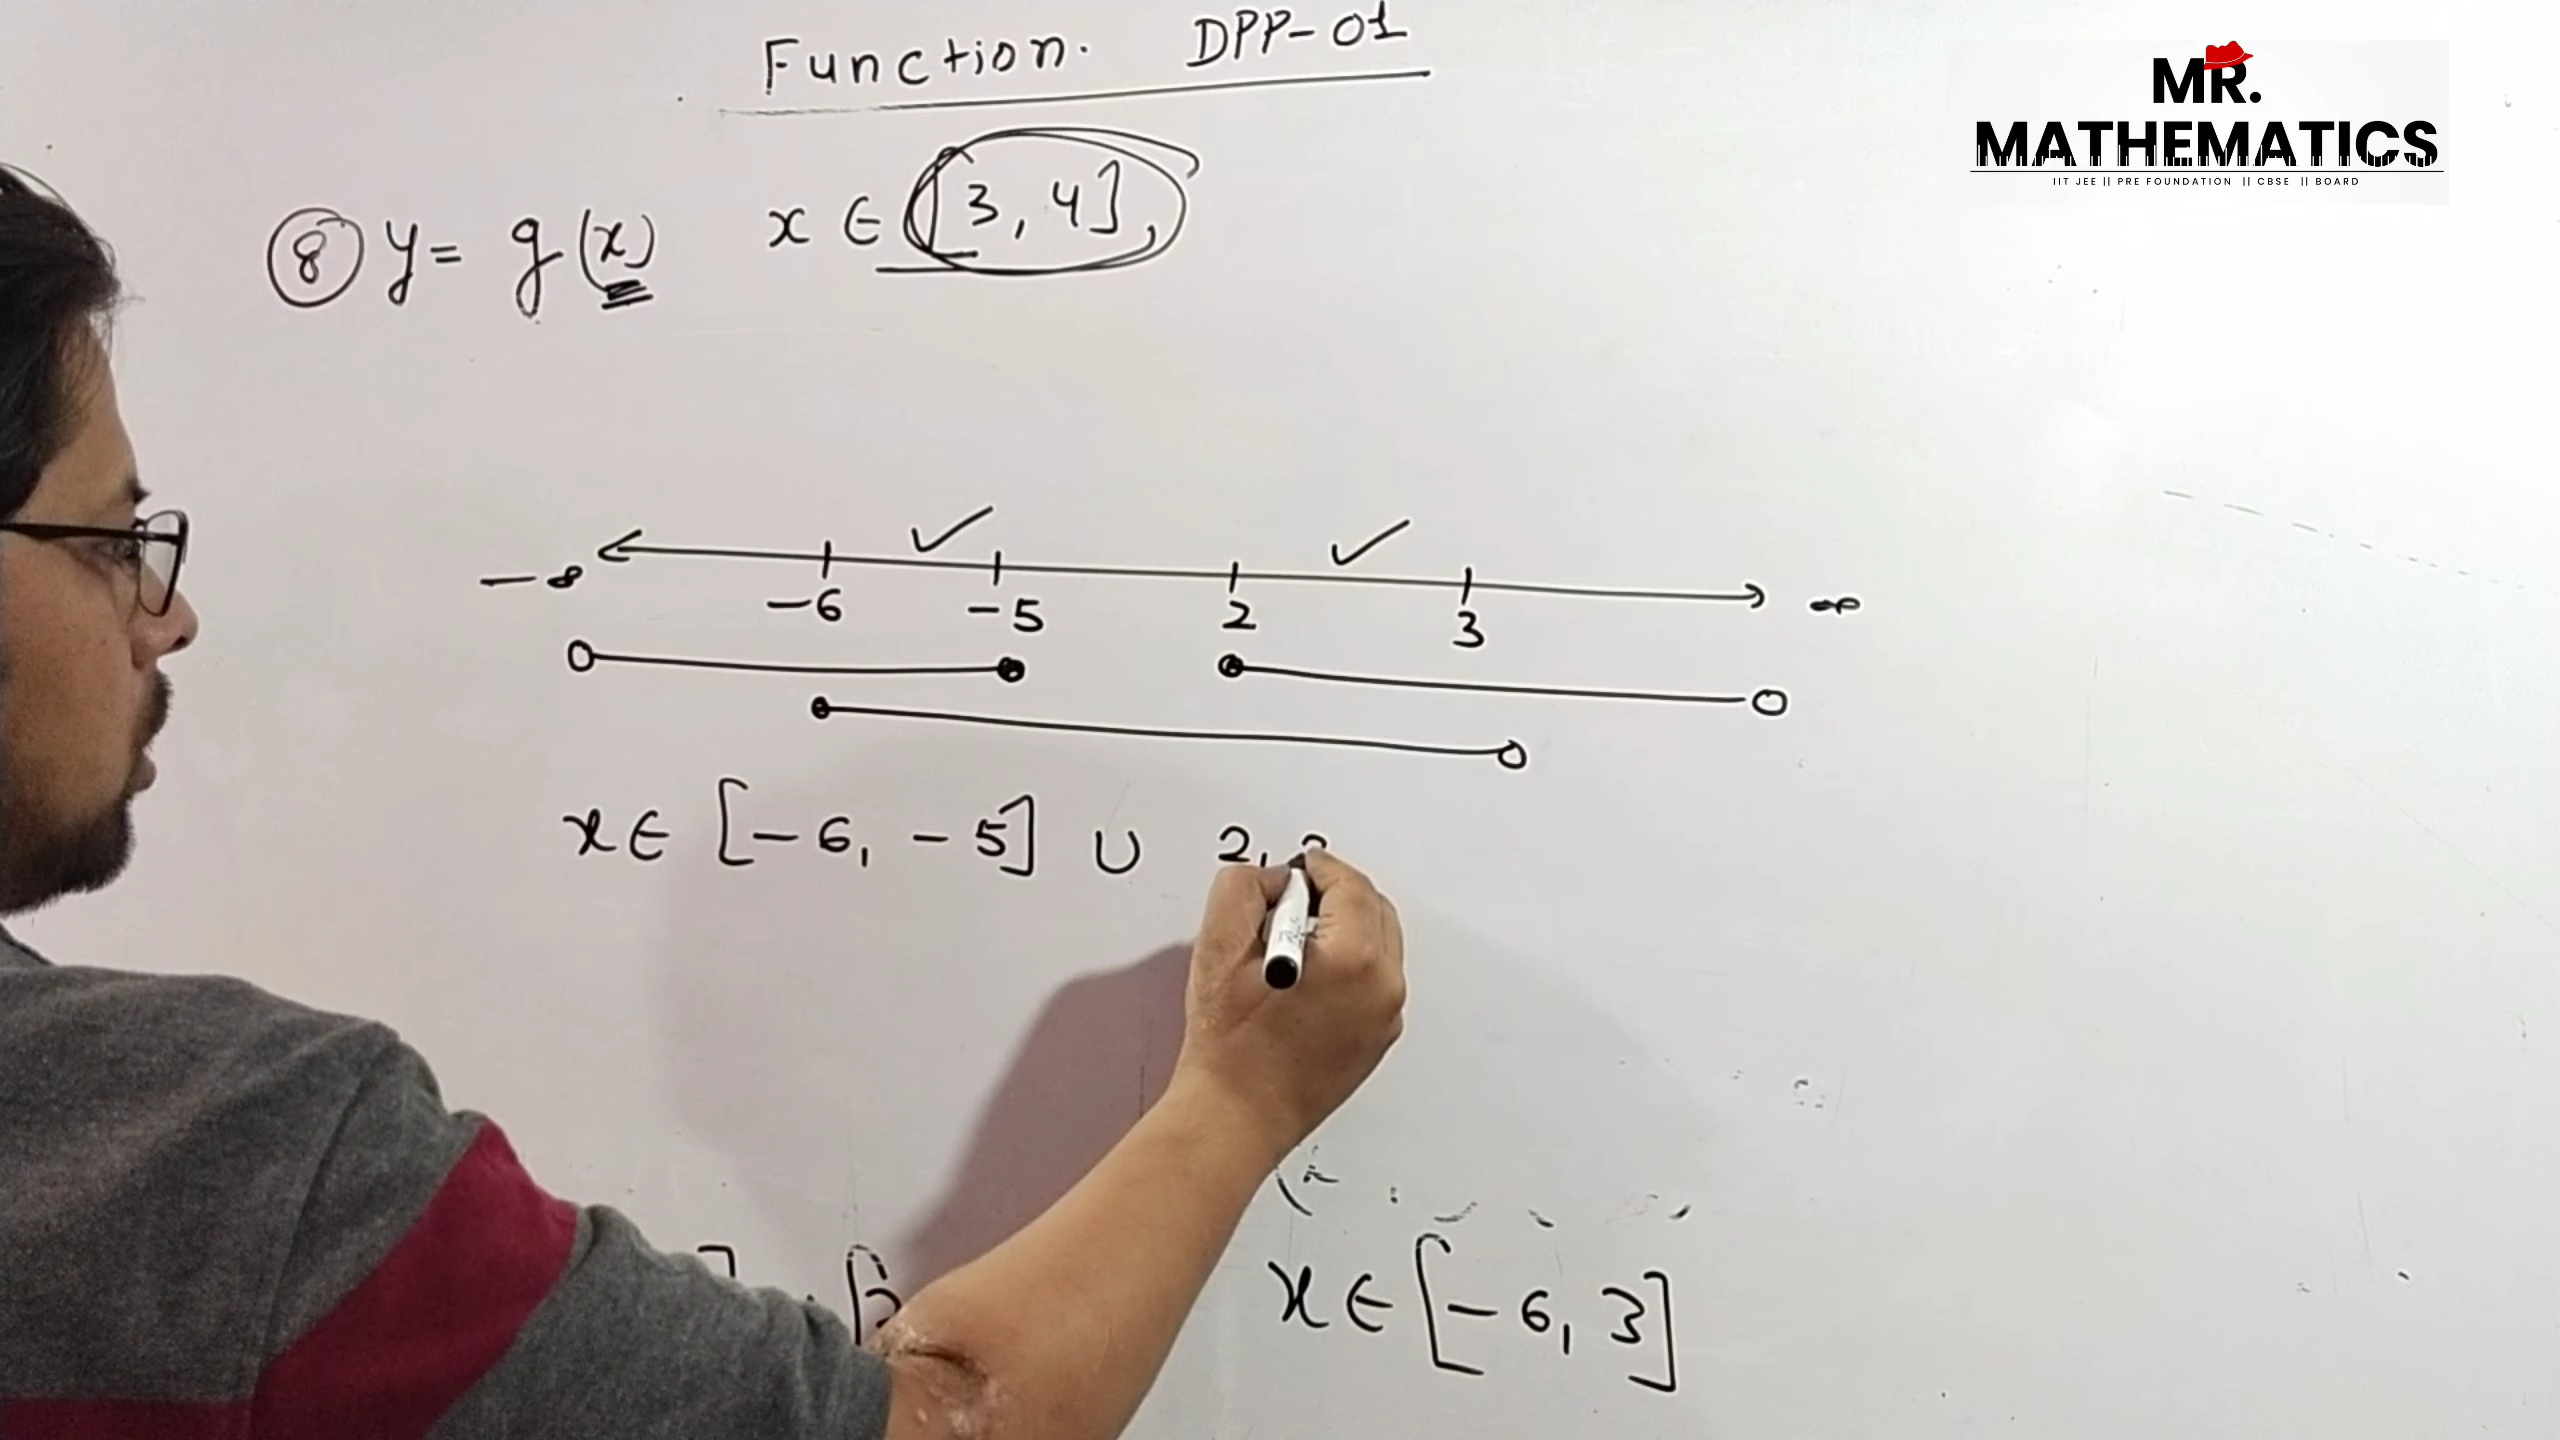 Function. DPP-01
MR.
MATHEMATICS
IIT JEE || PRE FOUNDATION || CBSE || BOARD
⑧ y = g(x) x ∈ [3, 4],
-∞ -6 -5 2 3 ∞
x ∈ [-6, -5] ∪ 2,
x ∈ [-6, 3]